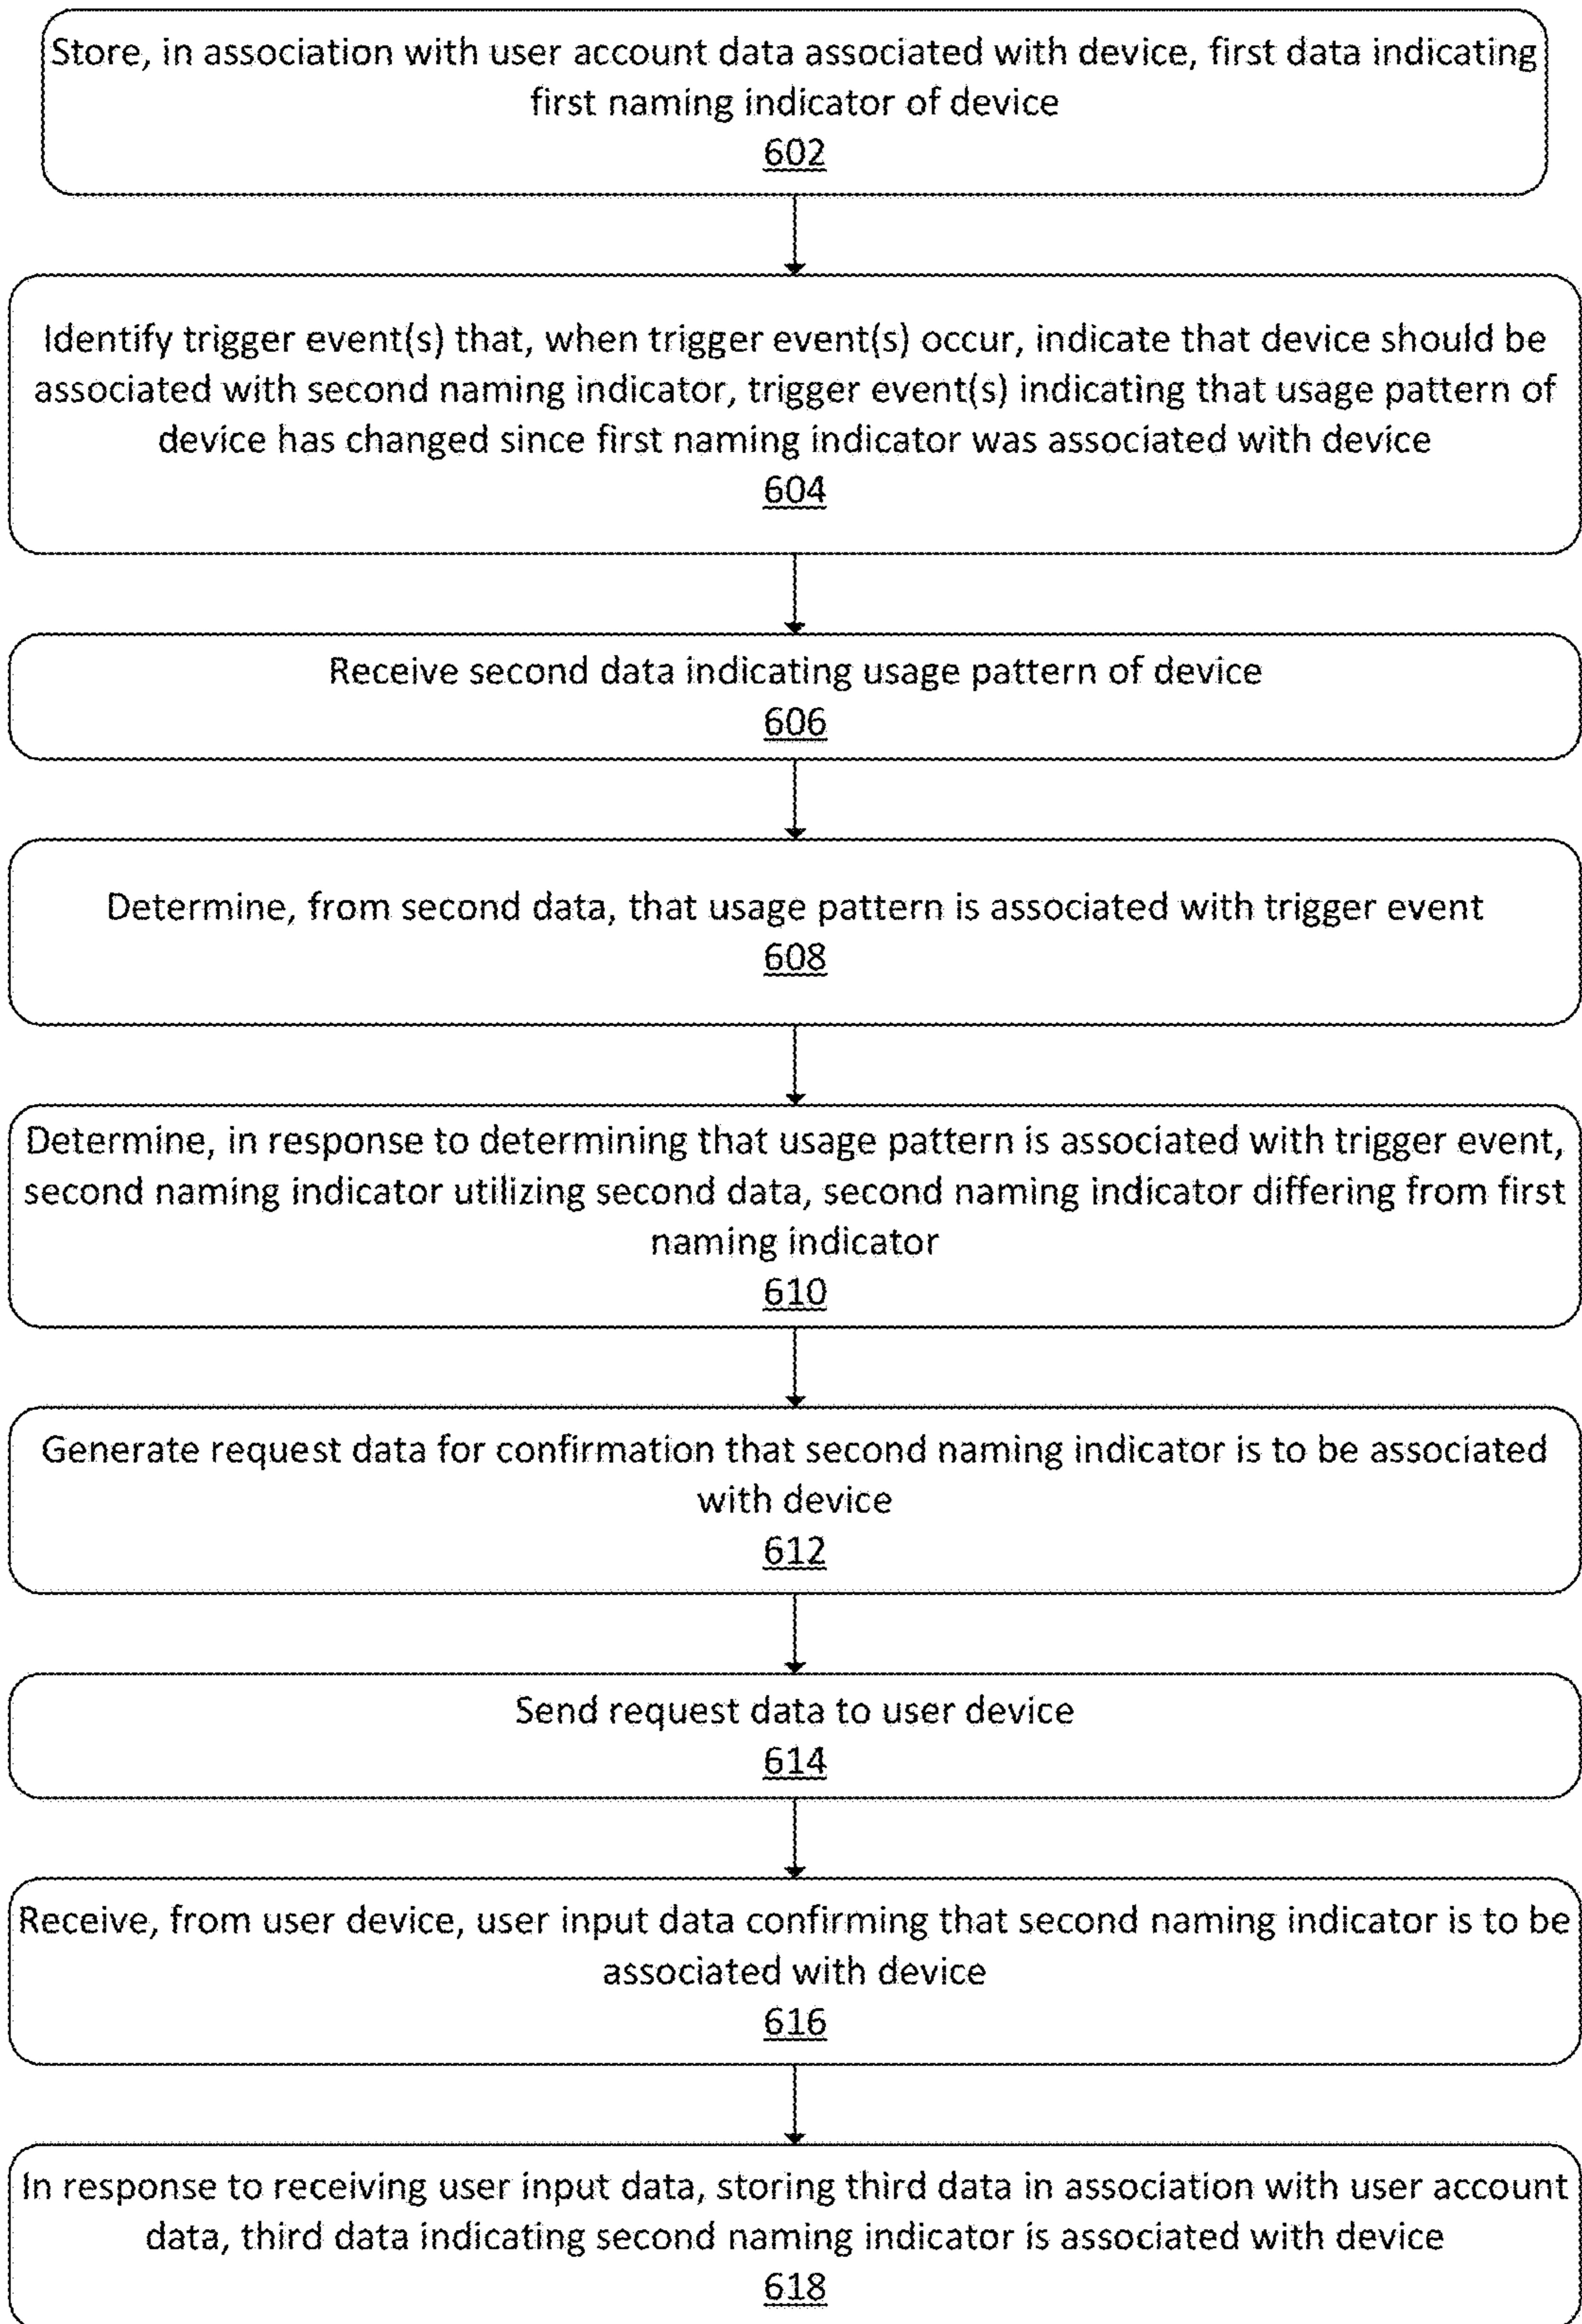 Store, in association with user account data associated with device, first data indicating
first naming indicator of device
602
Identify trigger event(s) that, when trigger event(s) occur, indicate that device should be
associated with second naming indicator, trigger event(s) indicating that usage pattern of
device has changed since first naming indicator was associated with device
604
Receive second data indicating usage pattern of device
606
Determine, from second data, that usage pattern is associated with trigger event
608
Determine, in response to determining that usage pattern is associated with trigger event,
second naming indicator utilizing second data, second naming indicator differing from first
naming indicator
610
Generate request data for confirmation that second naming indicator is to be associated
with device
612
Send request data to user device
614
Receive, from user device, user input data confirming that second naming indicator is to be
associated with device
616
In response to receiving user input data, storing third data in association with user account
data, third data indicating second naming indicator is associated with device
618